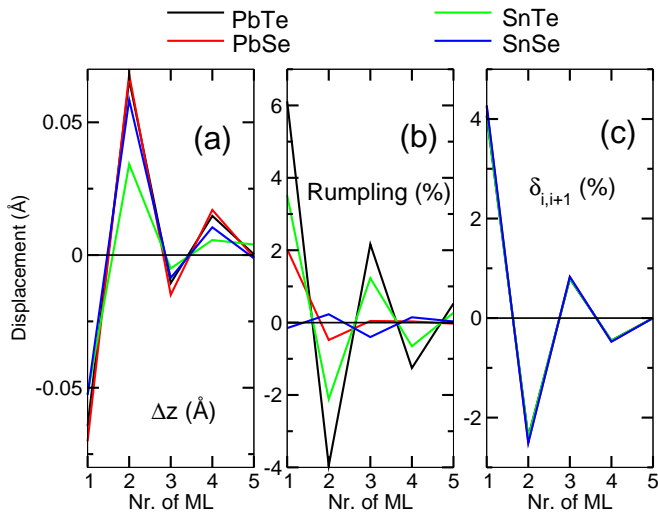 PbTe
SnTe
PbSe
SnSe
Displacement (Å)
0.05
0
-0.05
(a)
Δz (Å)
1 2 3 4 5
Nr. of ML
6
4
2
0
-2
-4
(b)
Rumpling (%)
1 2 3 4 5
Nr. of ML
4
2
0
-2
(c)
δi,i+1 (%)
1 2 3 4 5
Nr. of ML